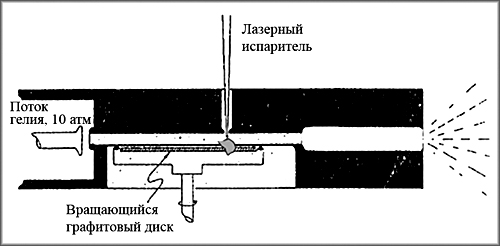 Лазерный
испаритель
Поток
гелия, 10 атм
Вращающийся
графитовый диск